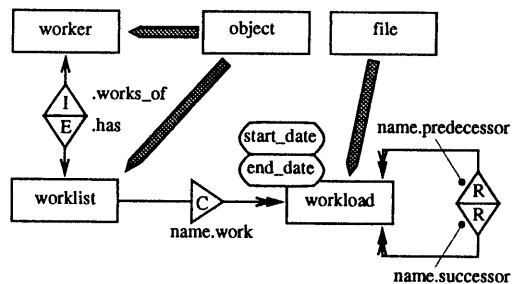 worker
object
file
I
.works_of
E
.has
start_date
end_date
name.predecessor
worklist
C
name.work
workload
R
R
name.successor